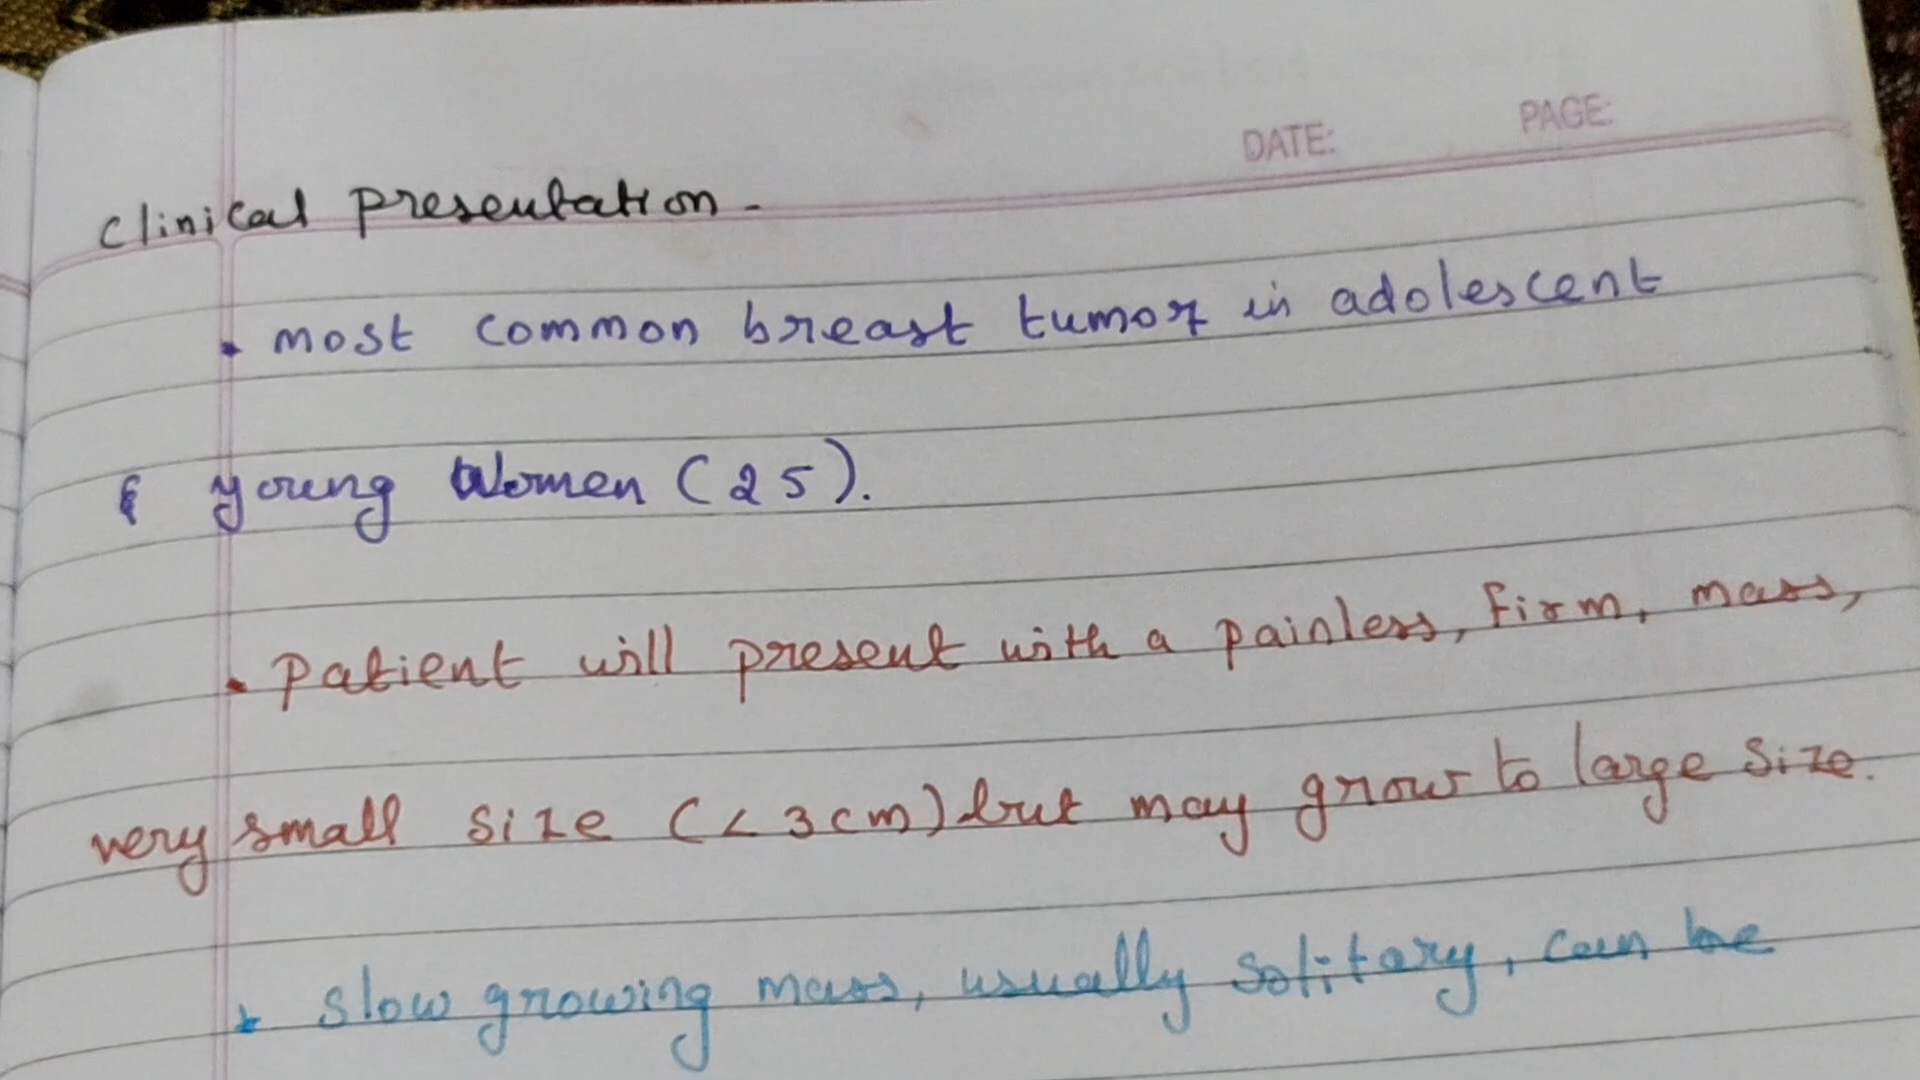 DATE: PAGE:
clinical presentation -
• most common breast tumor in adolescent
& young women (25).
• Patient will present with a painless, firm, mass,
very small size (< 3cm) but may grow to large size.
• slow growing mass, usually solitary, can be